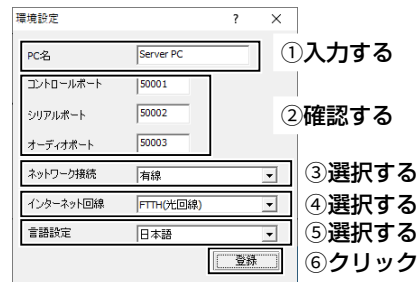 環境設定 ? ×
PC名 Server PC ①入力する
コントロールポート 50001
シリアルポート 50002 ②確認する
オーディオポート 50003
ネットワーク接続 有線 ③選択する
インターネット回線 FTTH(光回線) ④選択する
言語設定 日本語 ⑤選択する
登録 ⑥クリック